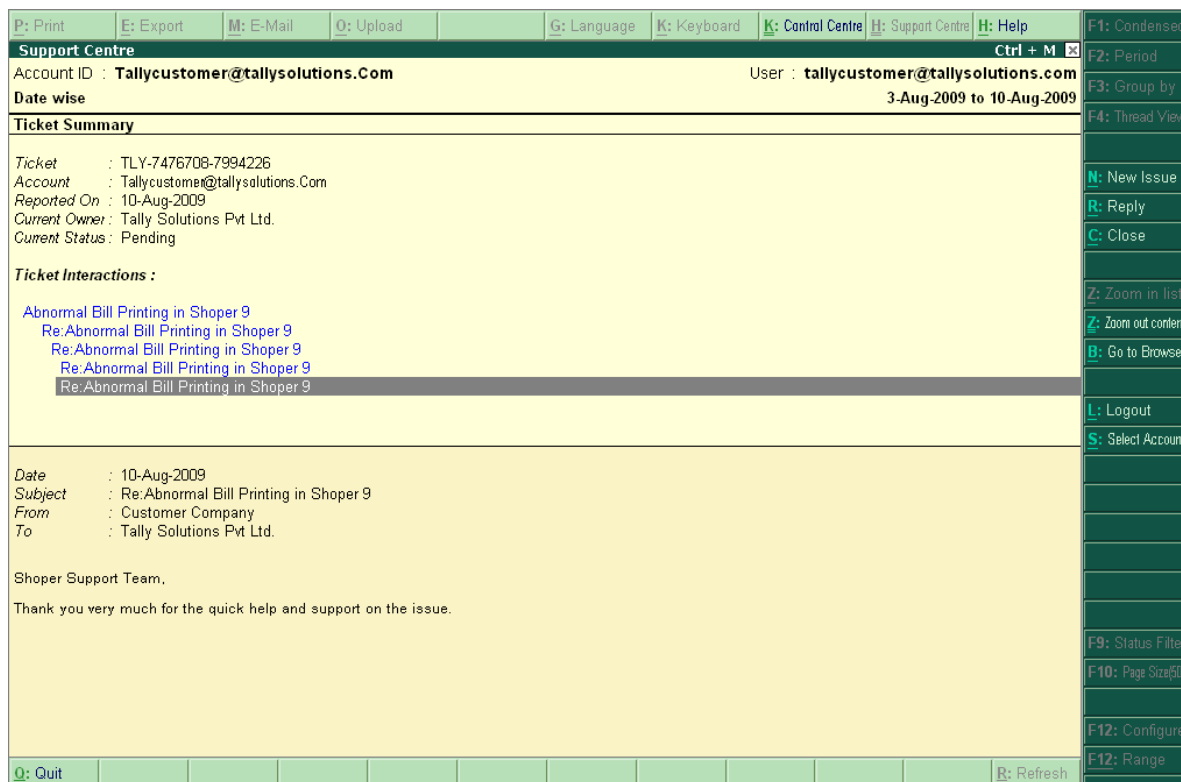 P: Print E: Export M: E-Mail O: Upload G: Language K: Keyboard K: Control Centre H: Support Centre H: Help
Support Centre Ctrl + M
Account ID : Tallycustomer@tallysolutions.Com User : tallycustomer@tallysolutions.com
Date wise 3-Aug-2009 to 10-Aug-2009
Ticket Summary
Ticket : TLY-7476708-7994226
Account : Tallycustomer@tallysolutions.Com
Reported On : 10-Aug-2009
Current Owner : Tally Solutions Pvt Ltd.
Current Status : Pending
Ticket Interactions :
Abnormal Bill Printing in Shoper 9
Re:Abnormal Bill Printing in Shoper 9
Re:Abnormal Bill Printing in Shoper 9
Re:Abnormal Bill Printing in Shoper 9
Re:Abnormal Bill Printing in Shoper 9
Date : 10-Aug-2009
Subject : Re:Abnormal Bill Printing in Shoper 9
From : Customer Company
To : Tally Solutions Pvt Ltd.
Shoper Support Team,
Thank you very much for the quick help and support on the issue.
Q: Quit R: Refresh
F1: Condensed
F2: Period
F3: Group by
F4: Thread View
N: New Issue
R: Reply
C: Close
Z: Zoom in list
Z: Zoom out conten
B: Go to Browse
L: Logout
S: Select Accoun
F9: Status Filte
F10: Page Size(50
F12: Configure
F12: Range